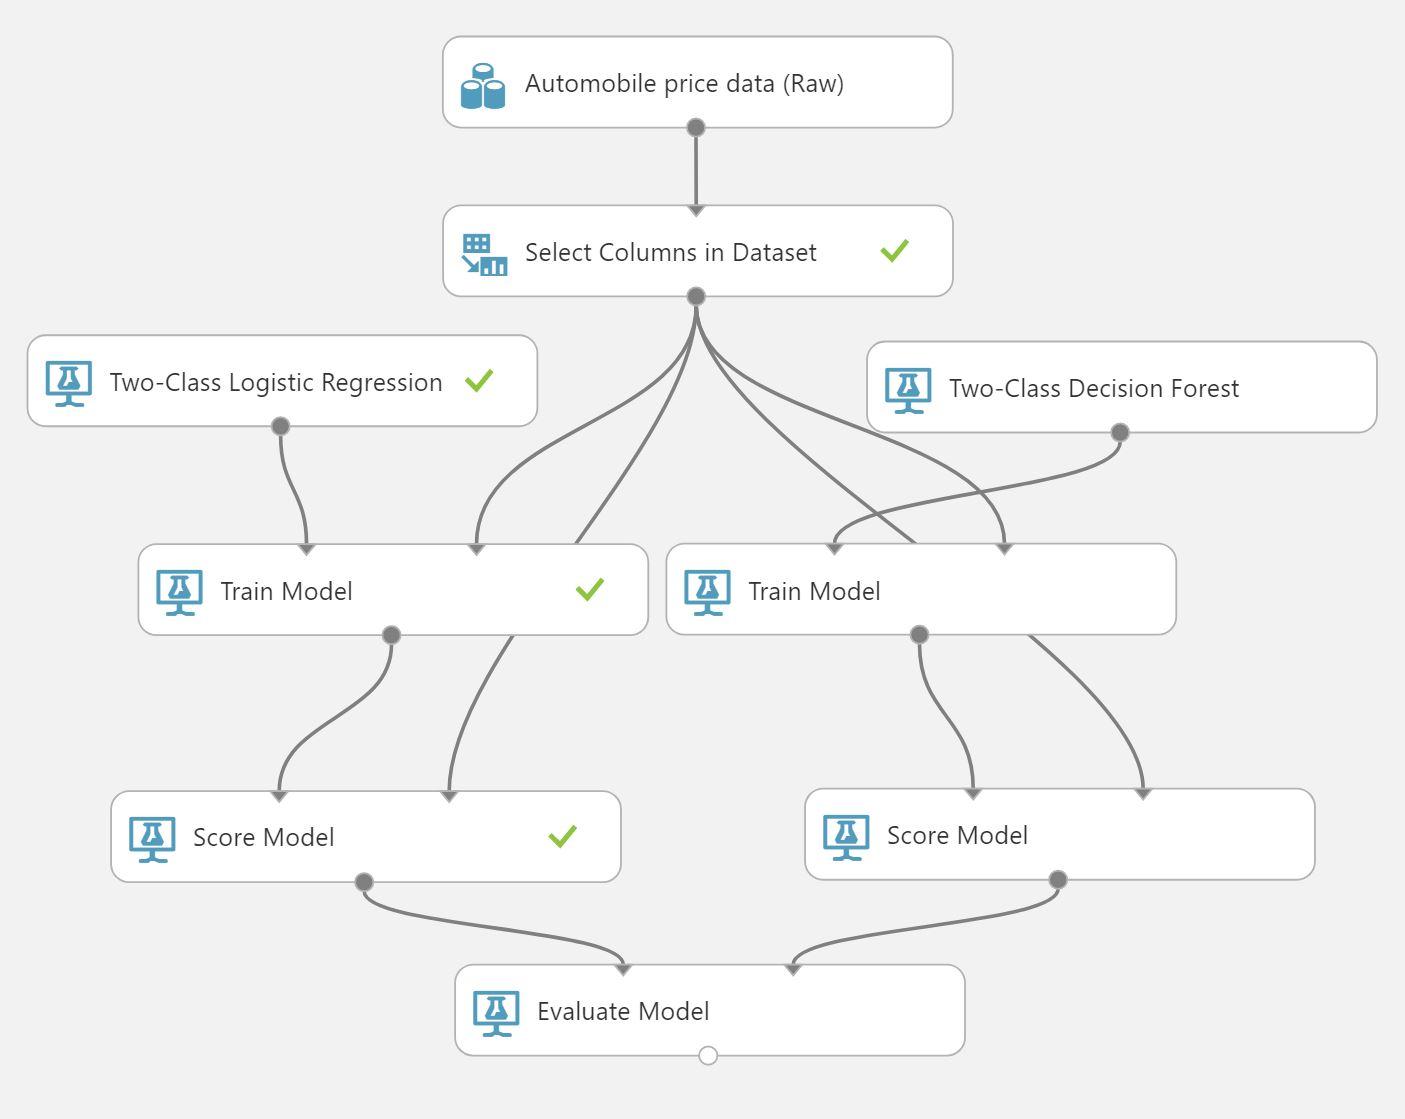 Automobile price data (Raw)
Select Columns in Dataset
Two-Class Logistic Regression
Two-Class Decision Forest
Train Model
Train Model
Score Model
Score Model
Evaluate Model